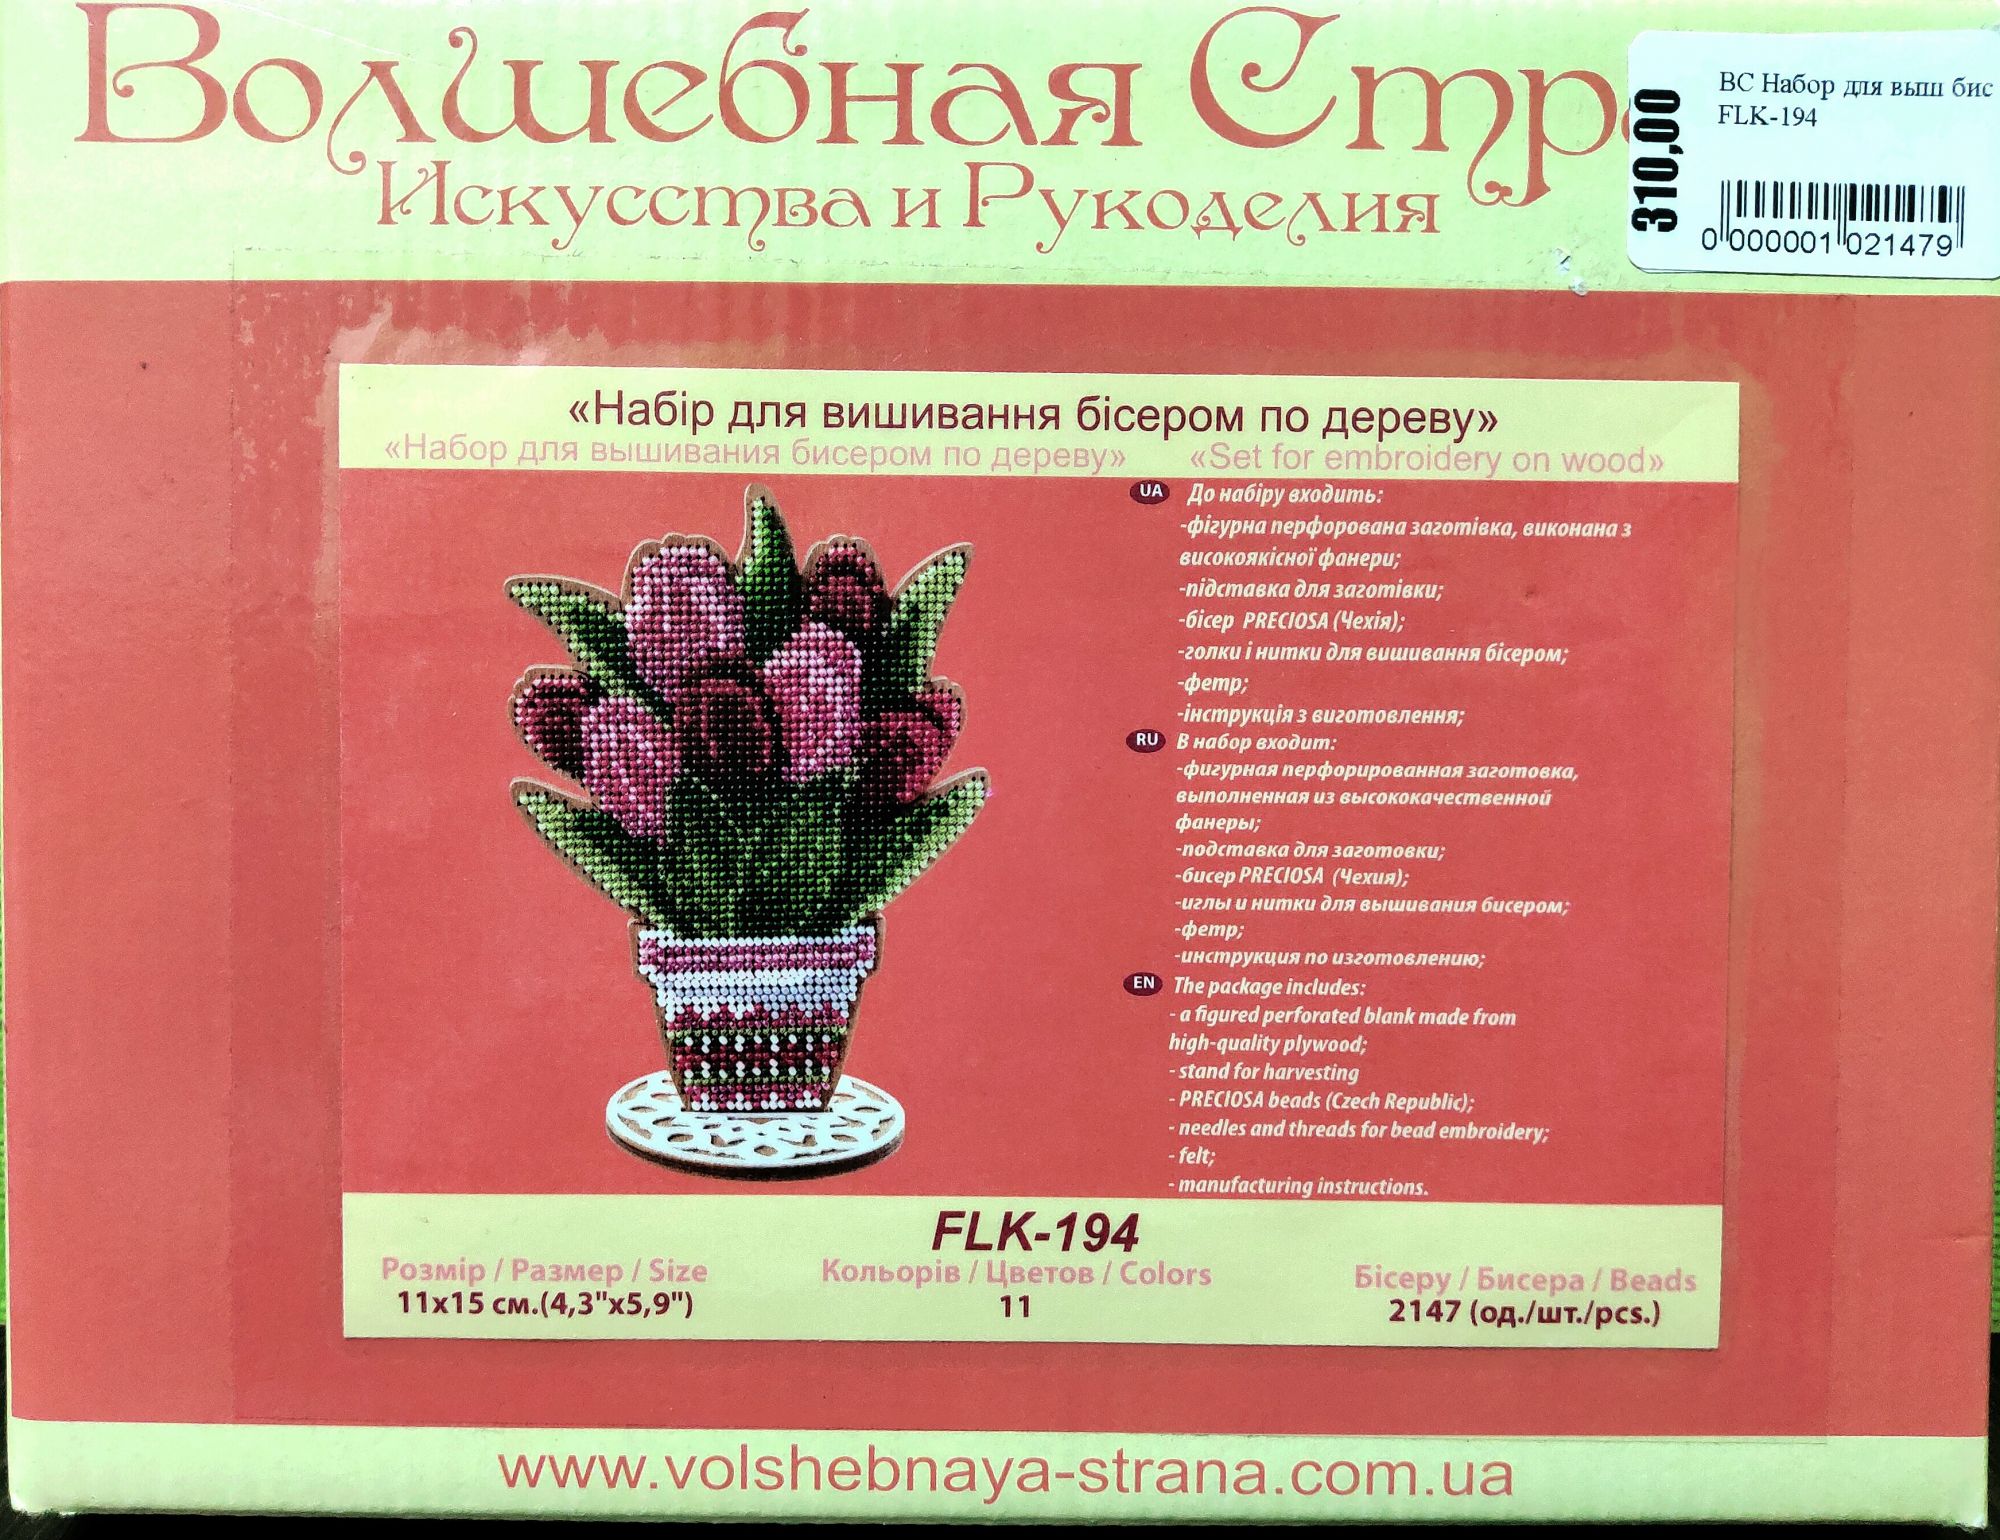 Волшебная
Искусства и Рукоделия
310,00
ВС Набор для выш бис
FLK-194
0 000001 021479
«Набір для вишивання бісером по дереву»
«Набор для вышивания бисером по дереву» «Set for embroidery on wood»
UA До набіру входить:
-фігурна перфорована заготівка, виконана з
високоякісної фанери;
-підставка для заготівки;
-бісер PRECIOSA (Чехія);
-голки і нитки для вишивання бісером;
-фетр;
-інструкція з виготовлення;
RU В набор входит:
-фигурная перфорированная заготовка,
выполненная из высококачественной
фанеры;
-подставка для заготовки;
-бисер PRECIOSA (Чехия);
-иглы и нитки для вышивания бисером;
-фетр;
-инструкция по изготовлению;
EN The package includes:
- a figured perforated blank made from
high-quality plywood;
- stand for harvesting
- PRECIOSA beads (Czech Republic);
- needles and threads for bead embroidery;
- felt;
- manufacturing instructions.
FLK-194
Розмір / Размер / Size
11x15 см.(4,3"x5,9")
Кольорів / Цветов / Colors
11
Бісеру / Бисера / Beads
2147 (од./шт./pcs.)
www.volshebnaya-strana.com.ua